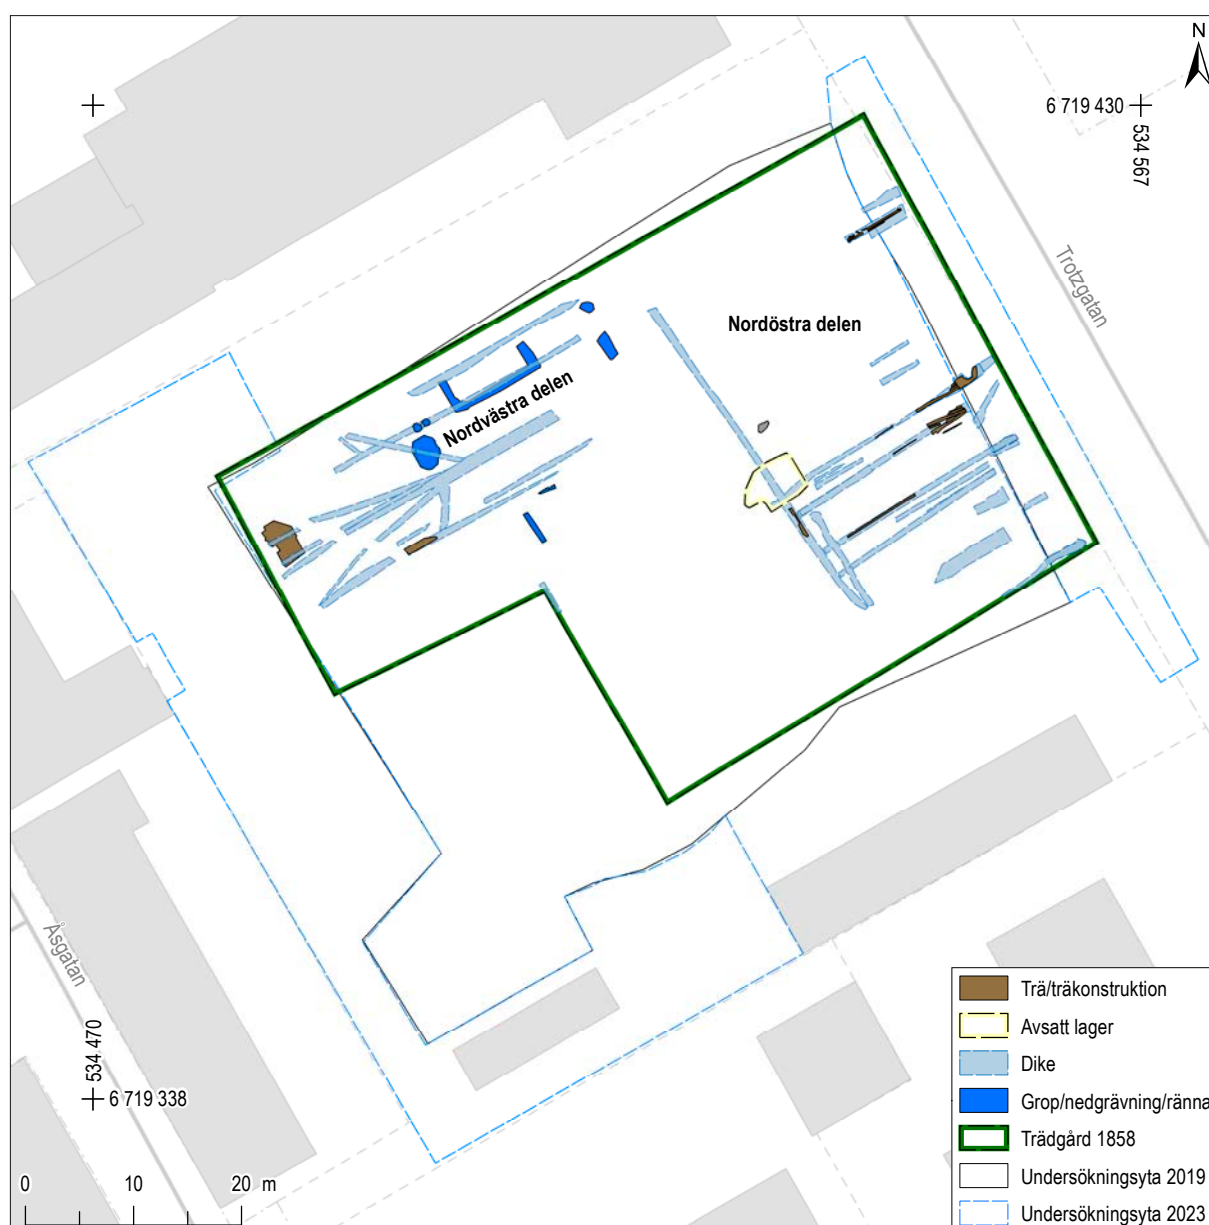 N
6 719 430
534 567
Trotzgatan
Nordöstra delen
Nordvästra delen
Åsgatan
534 470
6 719 338
0 10 20 m
Trä/träkonstruktion
Avsatt lager
Dike
Grop/nedgrävning/ränna
Trädgård 1858
Undersökningsyta 2019
Undersökningsyta 2023